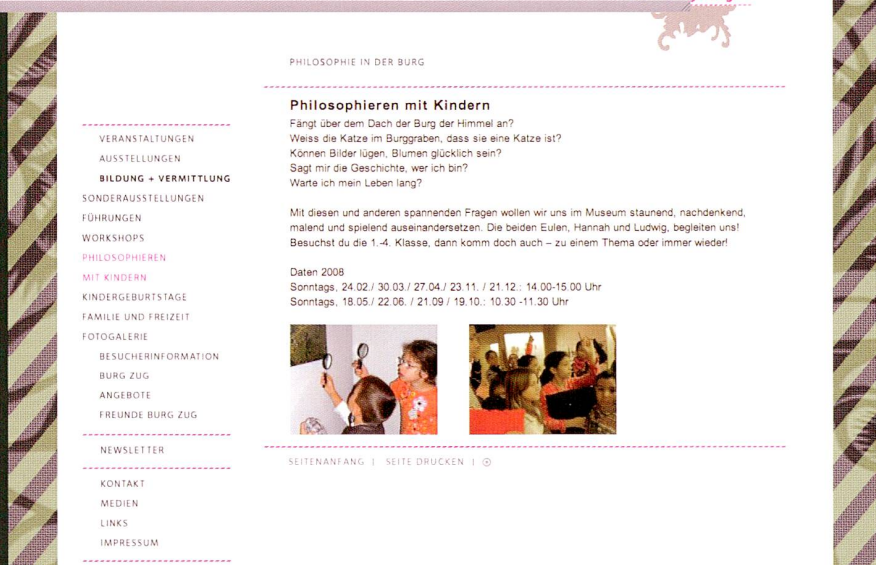 PHILOSOPHIE IN DER BURG
VERANSTALTUNGEN
AUSSTELLUNGEN
BILDUNG + VERMITTLUNG
SONDERAUSSTELLUNGEN
FÜHRUNGEN
WORKSHOPS
PHILOSOPHIEREN
MIT KINDERN
KINDERGEBURTSTAGE
FAMILIE UND FREIZEIT
FOTOGALERIE
BESUCHERINFORMATION
BURG ZUG
ANGEBOTE
FREUNDE BURG ZUG
NEWSLETTER
KONTAKT
MEDIEN
LINKS
IMPRESSUM
Philosophieren mit Kindern
Fängt über dem Dach der Burg der Himmel an?
Weiss die Katze im Burggraben, dass sie eine Katze ist?
Können Bilder lügen, Blumen glücklich sein?
Sagt mir die Geschichte, wer ich bin?
Warte ich mein Leben lang?
Mit diesen und anderen spannenden Fragen wollen wir uns im Museum staunend, nachdenkend,
malend und spielend auseinandersetzen. Die beiden Eulen, Hannah und Ludwig, begleiten uns!
Besuchst du die 1.-4. Klasse, dann komm doch auch – zu einem Thema oder immer wieder!
Daten 2008
Sonntags, 24.02./ 30.03./ 27.04./ 23.11. / 21.12.: 14.00-15.00 Uhr
Sonntags, 18.05./ 22.06. / 21.09 / 19.10.: 10.30 -11.30 Uhr
SEITENANFANG | SEITE DRUCKEN |